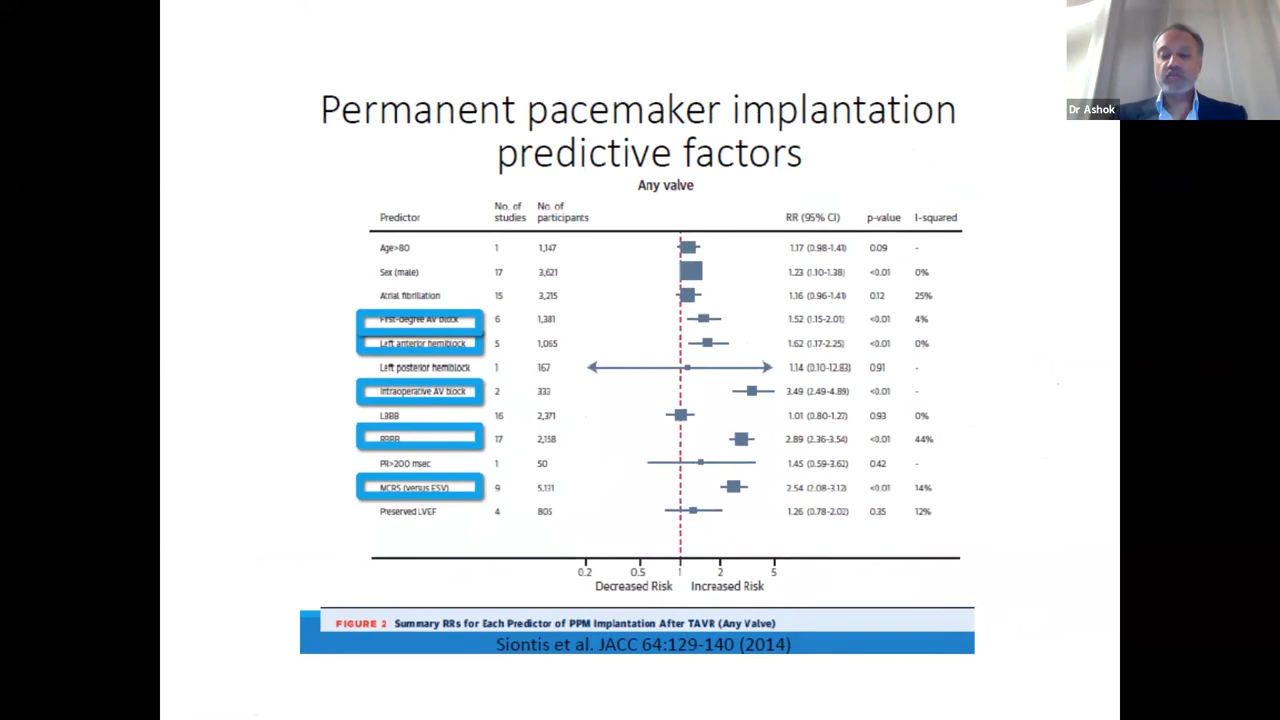 Dr Ashok
Permanent pacemaker implantation
predictive factors
Any valve
Predictor No. of studies No. of participants RR (95% CI) p-value I-squared
Age>80 1 1,147 1.17 (0.98-1.41) 0.09 -
Sex (male) 17 3,621 1.23 (1.10-1.38) <0.01 0%
Atrial fibrillation 15 3,215 1.16 (0.96-1.41) 0.12 25%
First-degree AV block 6 1,381 1.52 (1.15-2.01) <0.01 4%
Left anterior hemiblock 5 1,065 1.62 (1.17-2.25) <0.01 0%
Left posterior hemiblock 1 167 1.14 (0.10-12.83) 0.91 -
Intraoperative AV block 2 333 3.49 (2.49-4.89) <0.01 -
LBBB 16 2,371 1.01 (0.80-1.27) 0.93 0%
RBBB 17 2,158 2.89 (2.36-3.54) <0.01 44%
PR>200 msec 1 50 1.45 (0.59-3.62) 0.42 -
MCRS (versus ESV) 9 5,131 2.54 (2.08-3.12) <0.01 14%
Preserved LVEF 4 805 1.26 (0.78-2.02) 0.35 12%
0.2 0.5 1 2 5
Decreased Risk Increased Risk
FIGURE 2 Summary RRs for Each Predictor of PPM Implantation After TAVR (Any Valve)
Siontis et al. JACC 64:129-140 (2014)